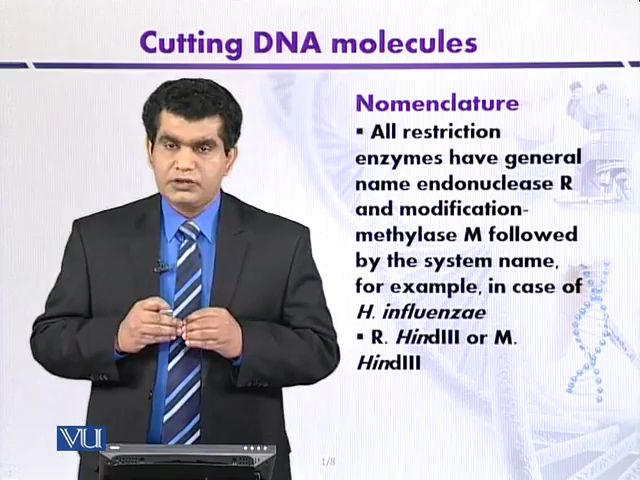 Cutting DNA molecules
Nomenclature
▪ All restriction
enzymes have general
name endonuclease R
and modification-
methylase M followed
by the system name,
for example, in case of
H. influenzae
▪ R. HindIII or M.
HindIII
VU
1/8